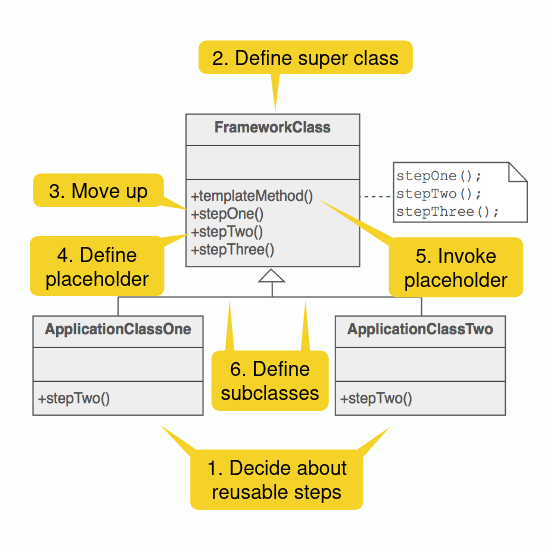 2. Define super class
FrameworkClass
3. Move up
+templateMethod()
+stepOne()
+stepTwo()
+stepThree()
stepOne();
stepTwo();
stepThree();
4. Define
placeholder
5. Invoke
placeholder
ApplicationClassOne
+stepTwo()
6. Define
subclasses
ApplicationClassTwo
+stepTwo()
1. Decide about
reusable steps